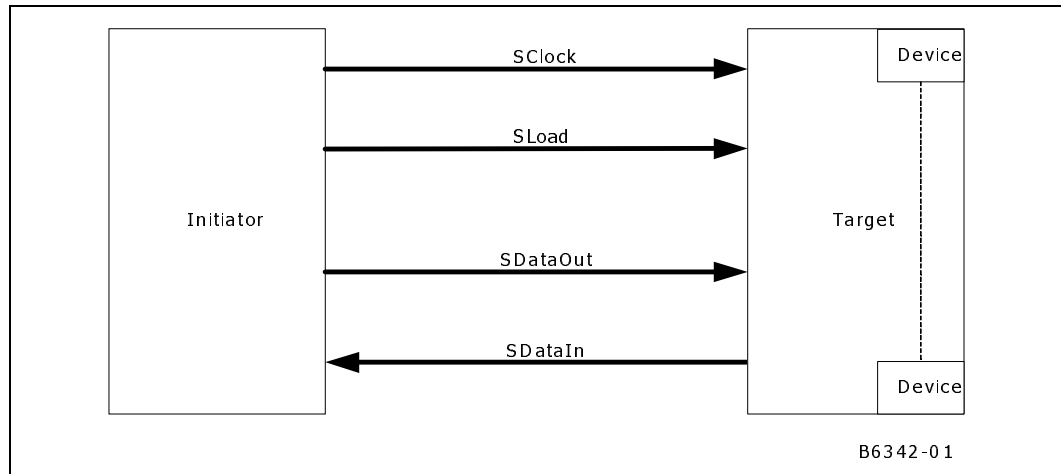 SClock
Device
SLoad
Initiator
Target
SDataOut
SDataIn
Device
B6342-01